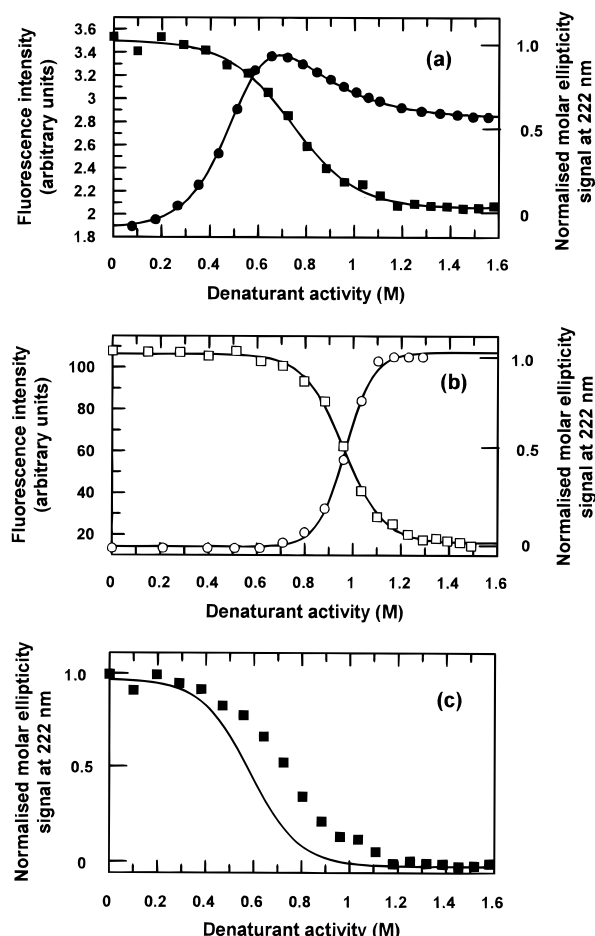 Fluorescence intensity
(arbitrary units)
3.6
3.4
3.2
3
2.8
2.6
2.4
2.2
2
1.8
(a)
1.0
0.5
0
Normalised molar ellipticity
signal at 222 nm
0 0.2 0.4 0.6 0.8 1 1.2 1.4 1.6
Denaturant activity (M)
Fluorescence intensity
(arbitrary units)
100
80
60
40
20
(b)
1.0
0.5
0
Normalised molar ellipticity
signal at 222 nm
0 0.2 0.4 0.6 0.8 1 1.2 1.4 1.6
Denaturant activity (M)
Normalised molar ellipticity
signal at 222 nm
1.0
0.5
0
(c)
0 0.2 0.4 0.6 0.8 1 1.2 1.4 1.6
Denaturant activity (M)